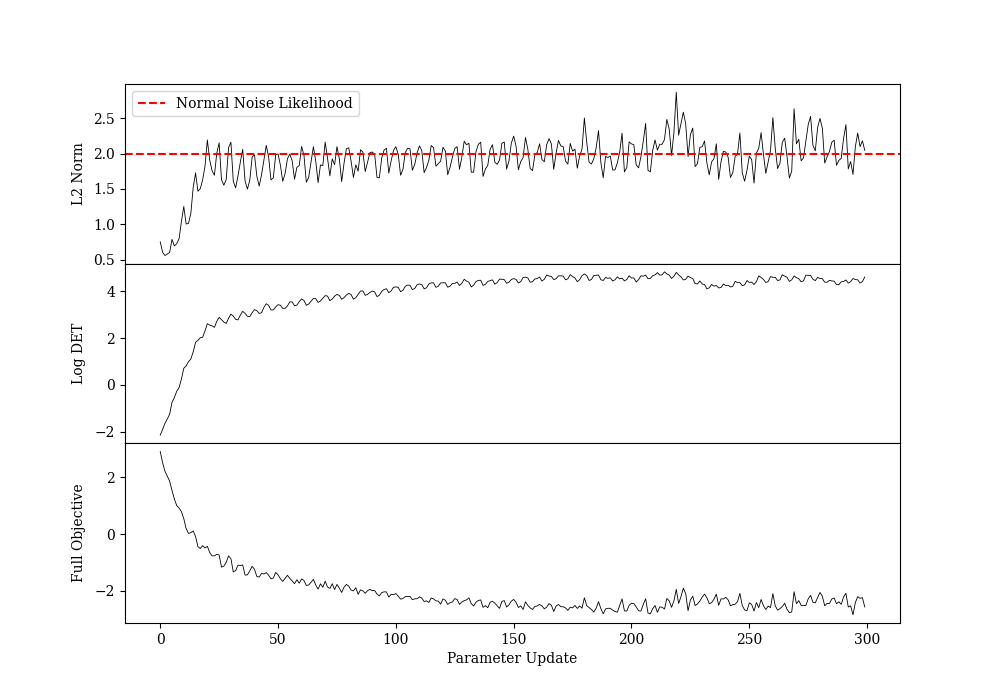 Normal Noise Likelihood
L2 Norm
2.5
2.0
1.5
1.0
0.5
Log DET
4
2
0
−2
Full Objective
2
0
−2
0 50 100 150 200 250 300
Parameter Update